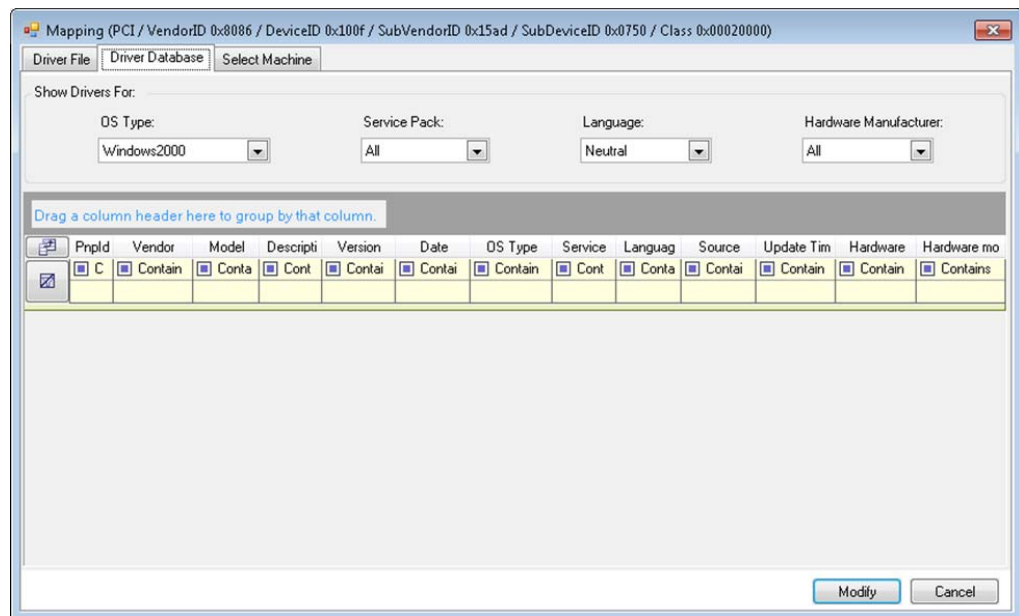 Mapping (PCI / VendorID 0x8086 / DeviceID 0x100f / SubVendorID 0x15ad / SubDeviceID 0x0750 / Class 0x00020000)
Driver File Driver Database Select Machine
Show Drivers For:
OS Type: Service Pack: Language: Hardware Manufacturer:
Windows2000 All Neutral All
Drag a column header here to group by that column.
PnpId Vendor Model Descripti Version Date OS Type Service Languag Source Update Tim Hardware Hardware mo
C Contain Conta Cont Contai Contai Contain Cont Conta Contai Contain Contain Contains
Modify Cancel